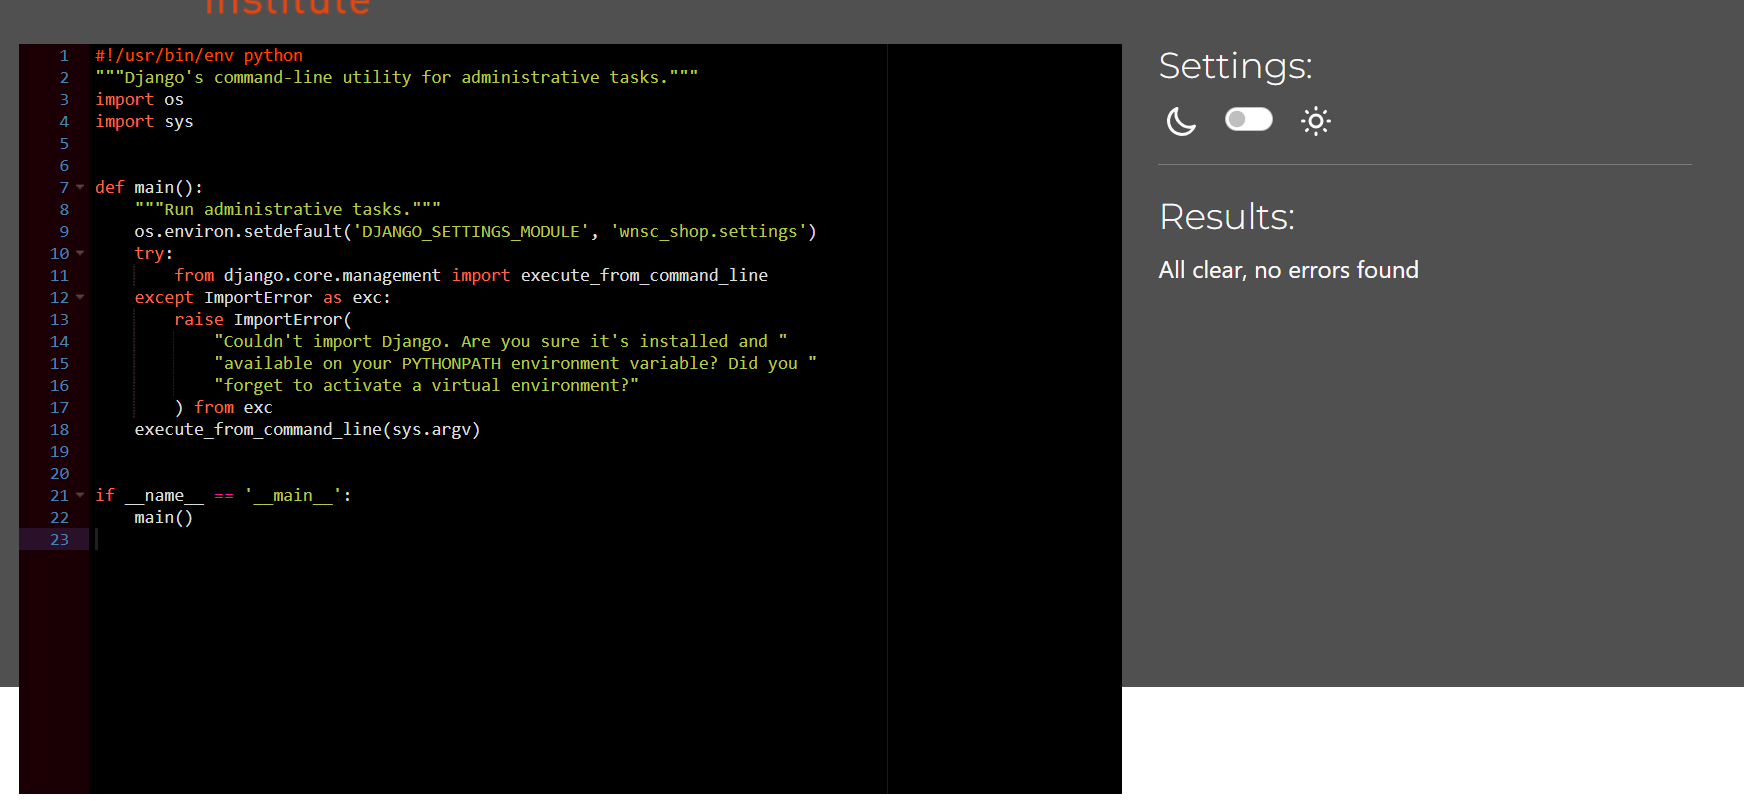 institute
1 #!/usr/bin/env python
2 """Django's command-line utility for administrative tasks."""
3 import os
4 import sys
5
6
7 def main():
8     """Run administrative tasks."""
9     os.environ.setdefault('DJANGO_SETTINGS_MODULE', 'wnsc_shop.settings')
10     try:
11         from django.core.management import execute_from_command_line
12     except ImportError as exc:
13         raise ImportError(
14             "Couldn't import Django. Are you sure it's installed and "
15             "available on your PYTHONPATH environment variable? Did you "
16             "forget to activate a virtual environment?"
17         ) from exc
18     execute_from_command_line(sys.argv)
19
20
21 if __name__ == '__main__':
22     main()
23
Settings:
Results:
All clear, no errors found